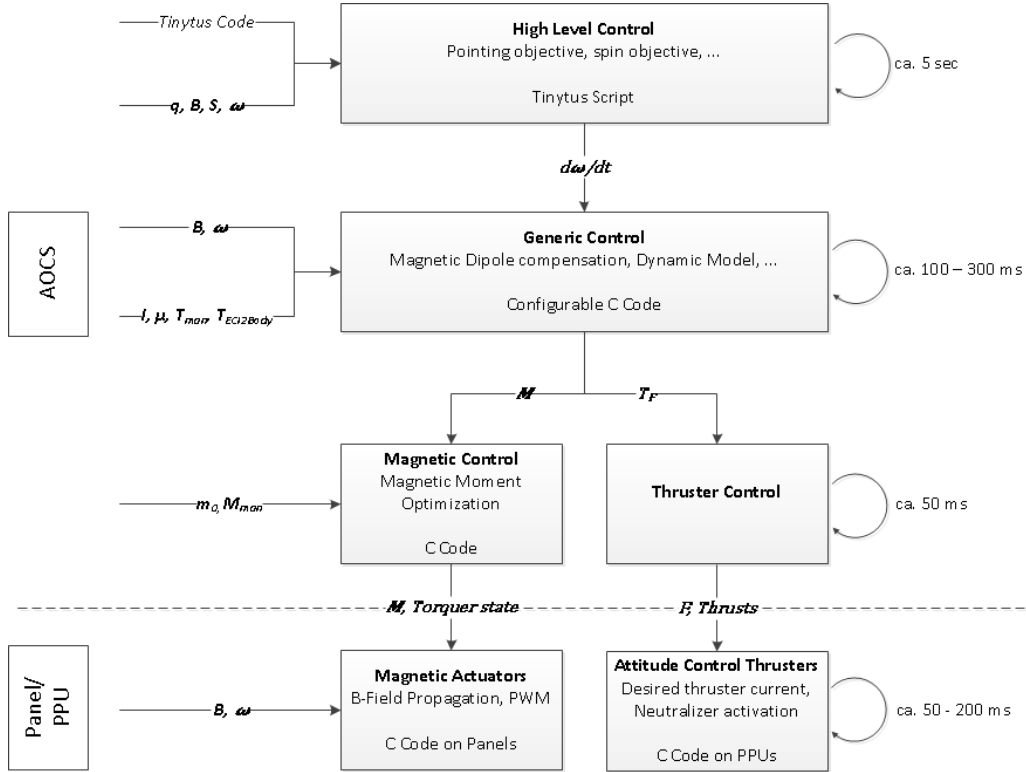 Tinytus Code
q, B, S, ω
High Level Control
Pointing objective, spin objective, ...
Tinytus Script
ca. 5 sec
dω/dt
AOCS
B, ω
I, μ, Tman, TECI2Body
Generic Control
Magnetic Dipole compensation, Dynamic Model, ...
Configurable C Code
ca. 100 – 300 ms
M
TF
m0, Mman
Magnetic Control
Magnetic Moment
Optimization
C Code
Thruster Control
ca. 50 ms
M, Torquer state
F, Thrusts
Panel/
PPU
B, ω
Magnetic Actuators
B-Field Propagation, PWM
C Code on Panels
Attitude Control Thrusters
Desired thruster current,
Neutralizer activation
C Code on PPUs
ca. 50 - 200 ms